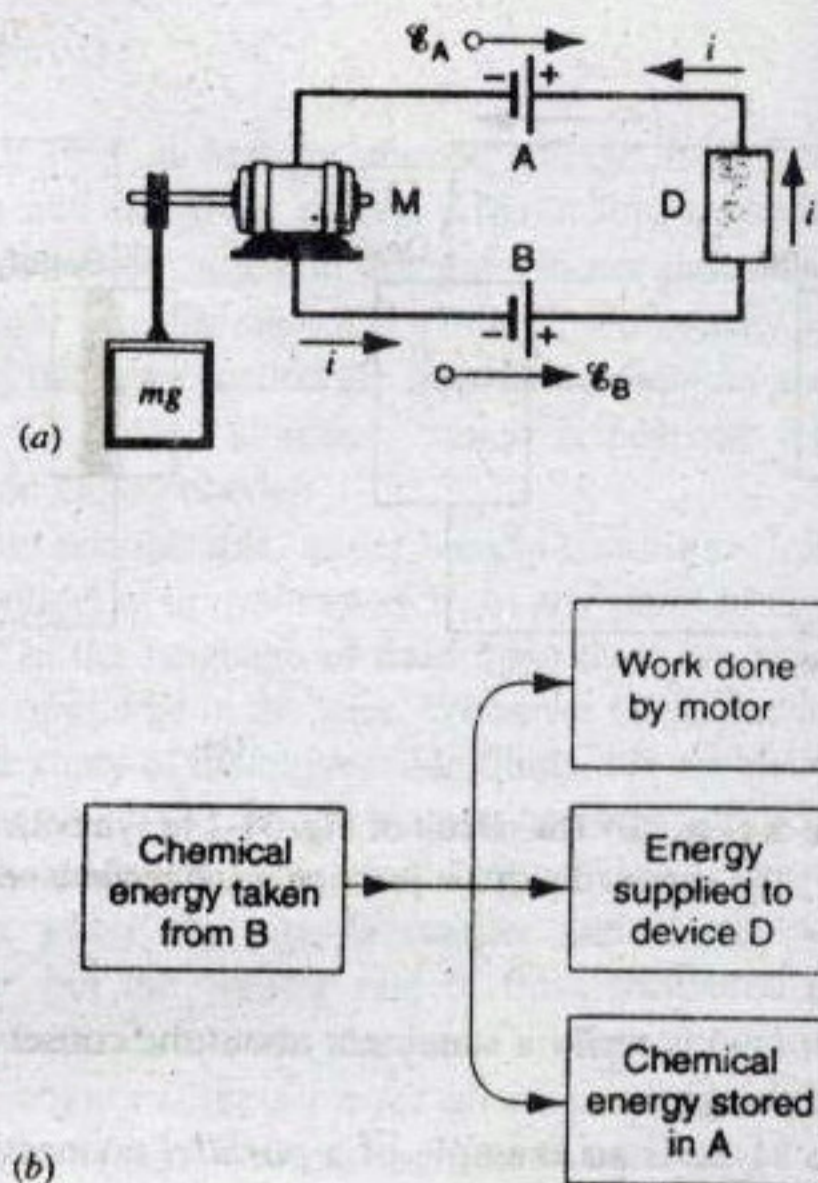 ℰA
i
- +
A
M
D
i
B
- +
i
ℰB
mg
(a)
Work done
by motor
Chemical
energy taken
from B
Energy
supplied to
device D
Chemical
energy stored
in A
(b)